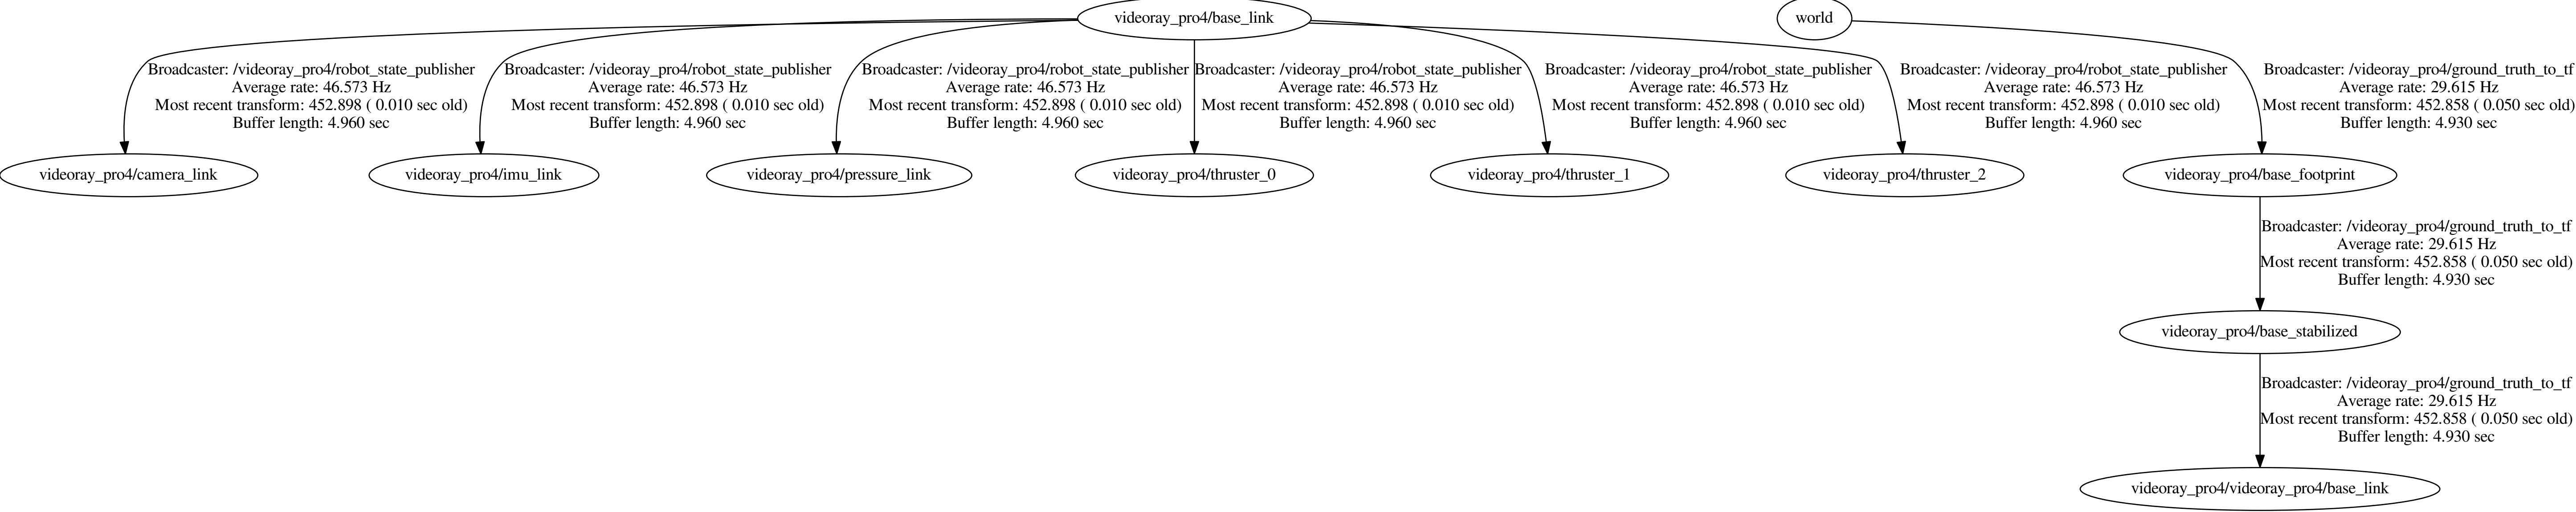 videoray_pro4/base_link
world
Broadcaster: /videoray_pro4/robot_state_publisher
Average rate: 46.573 Hz
Most recent transform: 452.898 ( 0.010 sec old)
Buffer length: 4.960 sec
Broadcaster: /videoray_pro4/robot_state_publisher
Average rate: 46.573 Hz
Most recent transform: 452.898 ( 0.010 sec old)
Buffer length: 4.960 sec
Broadcaster: /videoray_pro4/robot_state_publisher
Average rate: 46.573 Hz
Most recent transform: 452.898 ( 0.010 sec old)
Buffer length: 4.960 sec
Broadcaster: /videoray_pro4/robot_state_publisher
Average rate: 46.573 Hz
Most recent transform: 452.898 ( 0.010 sec old)
Buffer length: 4.960 sec
Broadcaster: /videoray_pro4/robot_state_publisher
Average rate: 46.573 Hz
Most recent transform: 452.898 ( 0.010 sec old)
Buffer length: 4.960 sec
Broadcaster: /videoray_pro4/robot_state_publisher
Average rate: 46.573 Hz
Most recent transform: 452.898 ( 0.010 sec old)
Buffer length: 4.960 sec
Broadcaster: /videoray_pro4/ground_truth_to_tf
Average rate: 29.615 Hz
Most recent transform: 452.858 ( 0.050 sec old)
Buffer length: 4.930 sec
videoray_pro4/camera_link
videoray_pro4/imu_link
videoray_pro4/pressure_link
videoray_pro4/thruster_0
videoray_pro4/thruster_1
videoray_pro4/thruster_2
videoray_pro4/base_footprint
Broadcaster: /videoray_pro4/ground_truth_to_tf
Average rate: 29.615 Hz
Most recent transform: 452.858 ( 0.050 sec old)
Buffer length: 4.930 sec
videoray_pro4/base_stabilized
Broadcaster: /videoray_pro4/ground_truth_to_tf
Average rate: 29.615 Hz
Most recent transform: 452.858 ( 0.050 sec old)
Buffer length: 4.930 sec
videoray_pro4/videoray_pro4/base_link